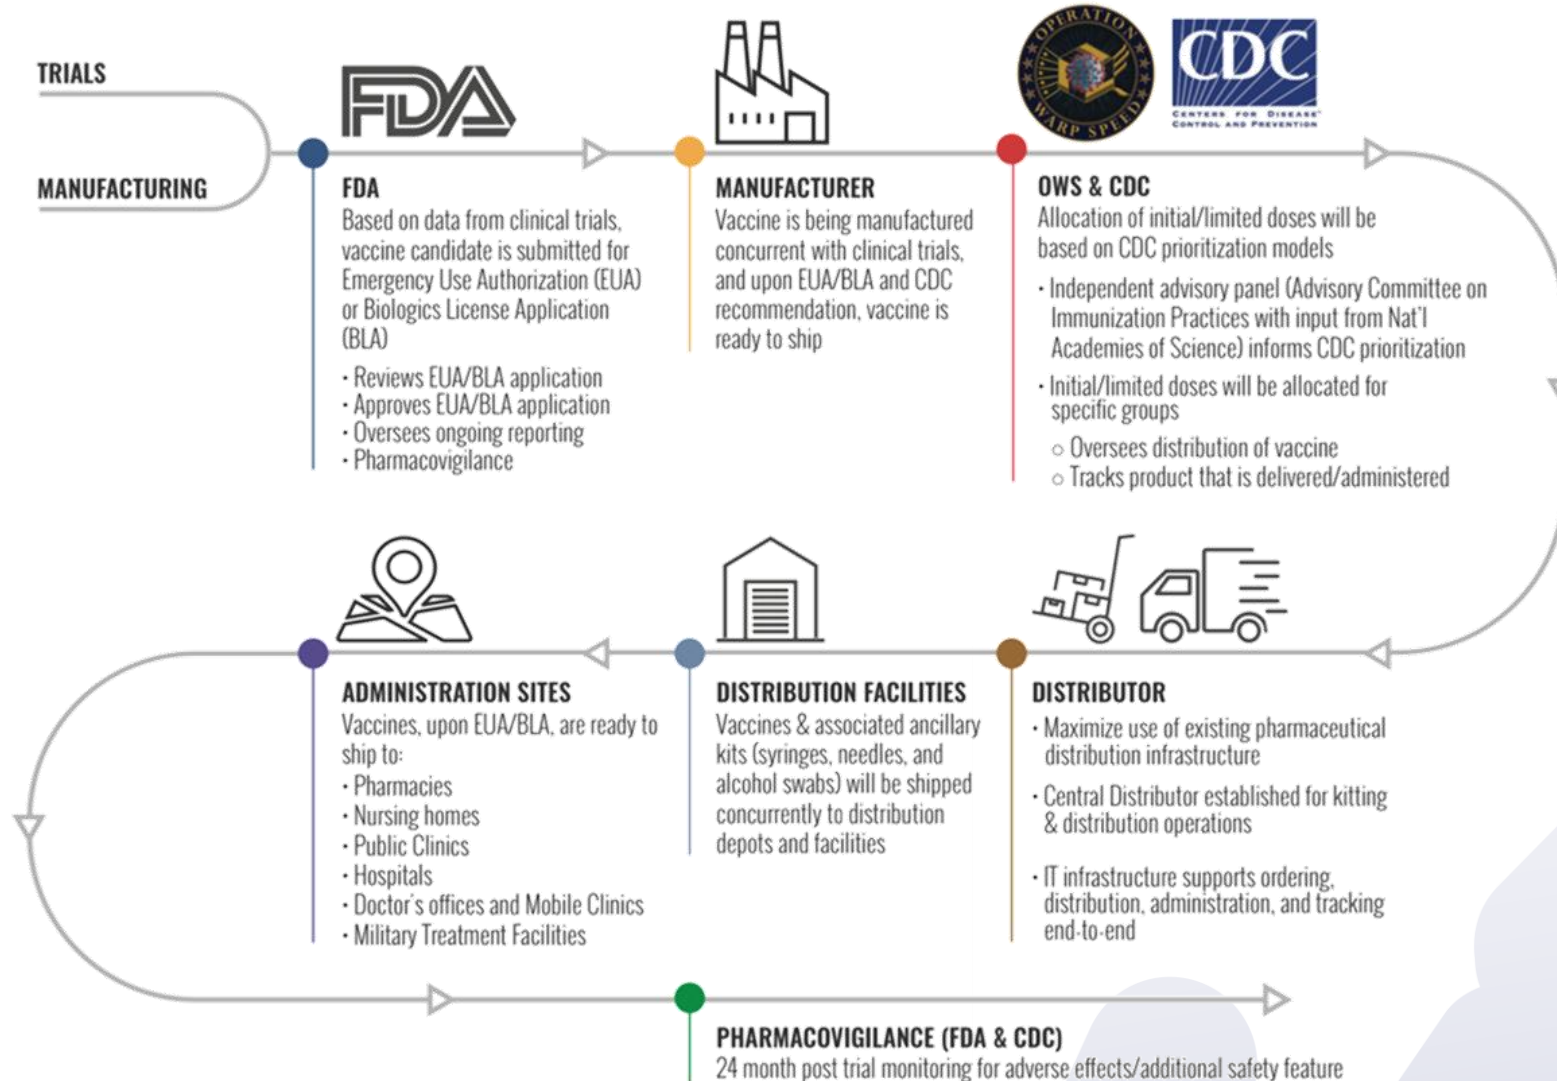 TRIALS
MANUFACTURING
FDA
FDA
Based on data from clinical trials,
vaccine candidate is submitted for
Emergency Use Authorization (EUA)
or Biologics License Application
(BLA)
· Reviews EUA/BLA application
· Approves EUA/BLA application
· Oversees ongoing reporting
· Pharmacovigilance
MANUFACTURER
Vaccine is being manufactured
concurrent with clinical trials,
and upon EUA/BLA and CDC
recommendation, vaccine is
ready to ship
OPERATION
WARP SPEED
CDC
CENTERS FOR DISEASE
CONTROL AND PREVENTION
OWS & CDC
Allocation of initial/limited doses will be
based on CDC prioritization models
· Independent advisory panel (Advisory Committee on
Immunization Practices with input from Nat'l
Academies of Science) informs CDC prioritization
· Initial/limited doses will be allocated for
specific groups
○ Oversees distribution of vaccine
○ Tracks product that is delivered/administered
ADMINISTRATION SITES
Vaccines, upon EUA/BLA, are ready to
ship to:
· Pharmacies
· Nursing homes
· Public Clinics
· Hospitals
· Doctor's offices and Mobile Clinics
· Military Treatment Facilities
DISTRIBUTION FACILITIES
Vaccines & associated ancillary
kits (syringes, needles, and
alcohol swabs) will be shipped
concurrently to distribution
depots and facilities
DISTRIBUTOR
· Maximize use of existing pharmaceutical
distribution infrastructure
· Central Distributor established for kitting
& distribution operations
· IT infrastructure supports ordering,
distribution, administration, and tracking
end-to-end
PHARMACOVIGILANCE (FDA & CDC)
24 month post trial monitoring for adverse effects/additional safety feature